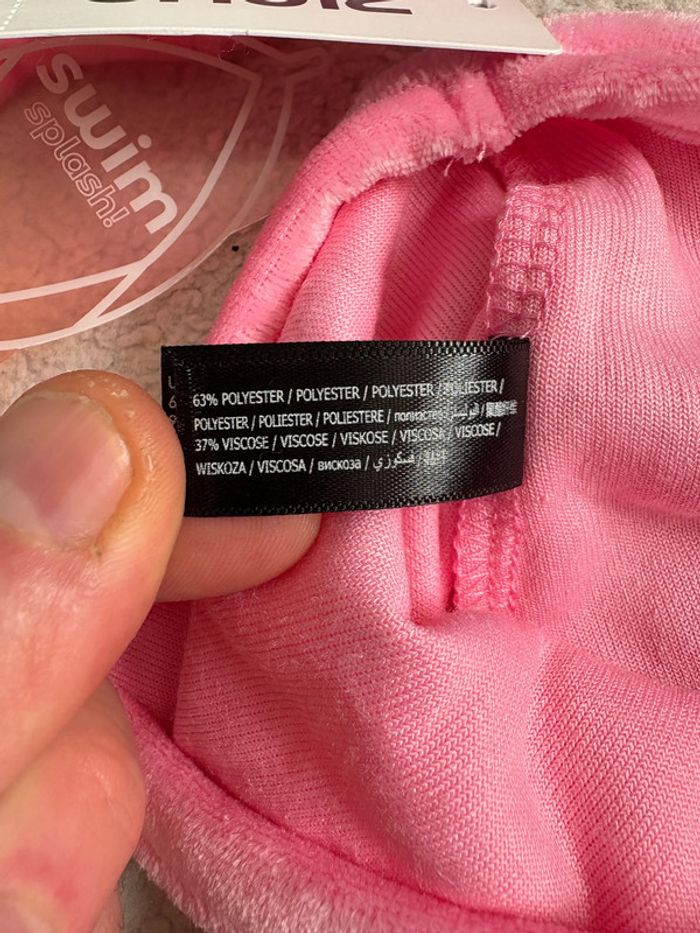 swim
splash!
63% POLYESTER / POLYESTER / POLYESTER / POLIESTER /
POLYESTER / POLIESTER / POLIESTERE / полиэстер /
37% VISCOSE / VISCOSE / VISKOSE / VISCOSA / VISCOSE /
WISKOZA / VISCOSA / вискоза /